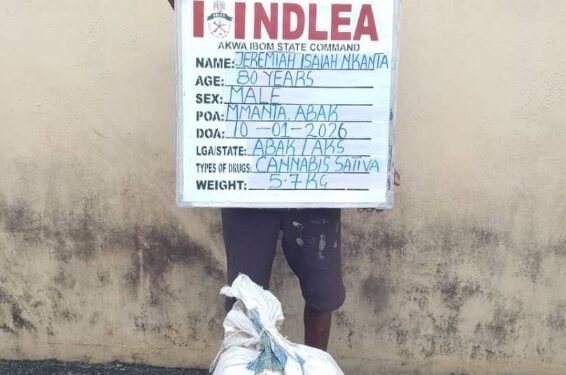 NDLEA
AKWA IBOM STATE COMMAND
NAME: JEREMIAH ISAIAH NKANTA
AGE: 80 YEARS
SEX: MALE
POA: MMANTA, ABAK
DOA: 10-01-2026
LGA/STATE: ABAK / AKS
TYPES OF DRUGS: CANNABIS SATIVA
WEIGHT: 5.7KG